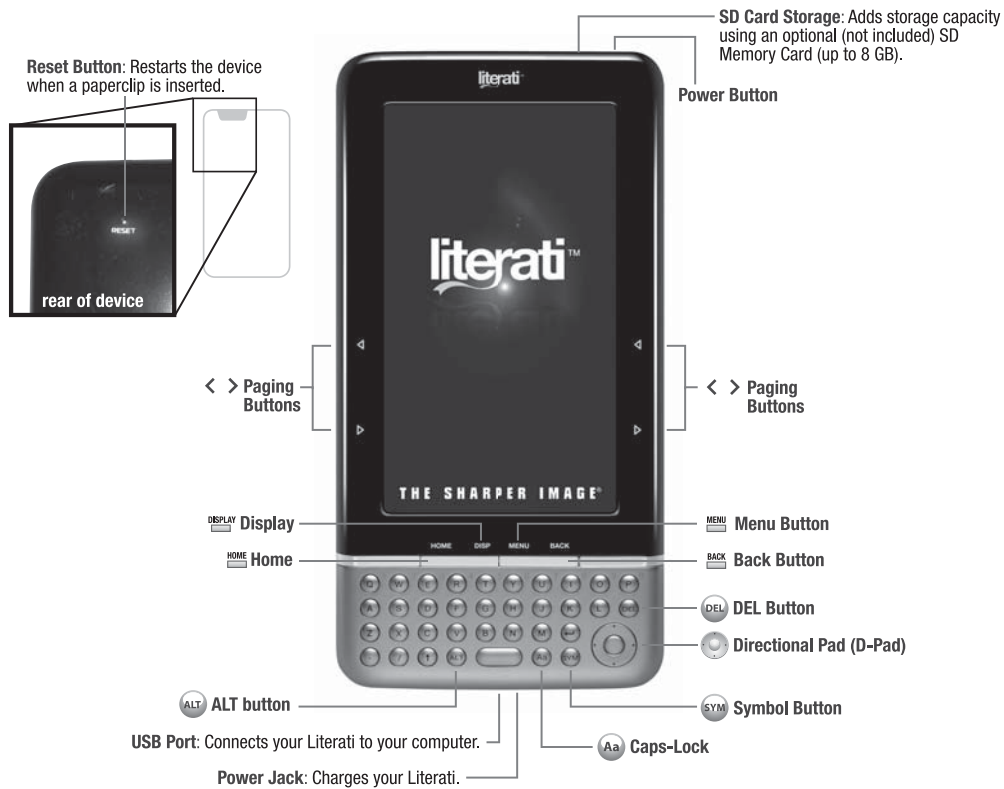 SD Card Storage: Adds storage capacity
using an optional (not included) SD
Memory Card (up to 8 GB).
Power Button
Reset Button: Restarts the device
when a paperclip is inserted.
RESET
rear of device
literati
literati™
< > Paging
Buttons
< > Paging
Buttons
THE SHARPER IMAGE®
DISPLAY Display
HOME Home
HOME DISP MENU BACK
MENU Menu Button
BACK Back Button
Q W E R T Y U I O P
A S D F G H J K L DEL
Z X C V B N M
/ ALT Aa SYM
DEL DEL Button
Directional Pad (D-Pad)
ALT ALT button
SYM Symbol Button
USB Port: Connects your Literati to your computer.
Aa Caps-Lock
Power Jack: Charges your Literati.